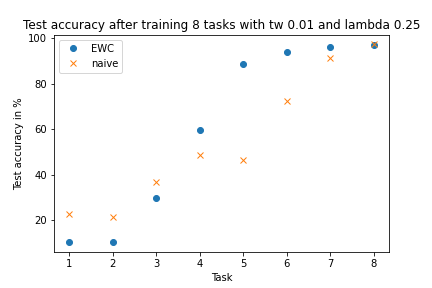 Test accuracy after training 8 tasks with tw 0.01 and lambda 0.25
EWC
naive
100
80
60
40
20
Test accuracy in %
1 2 3 4 5 6 7 8
Task